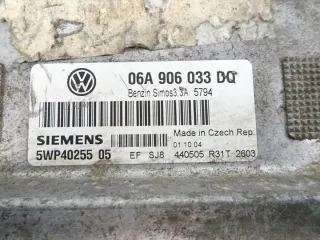 06A 906 033 DQ
Benzin Simos3.3A 5794
Made in Czech Rep.
01 10 04
SIEMENS
5WP40255 05 EF SJ8 440505 R31T 2603